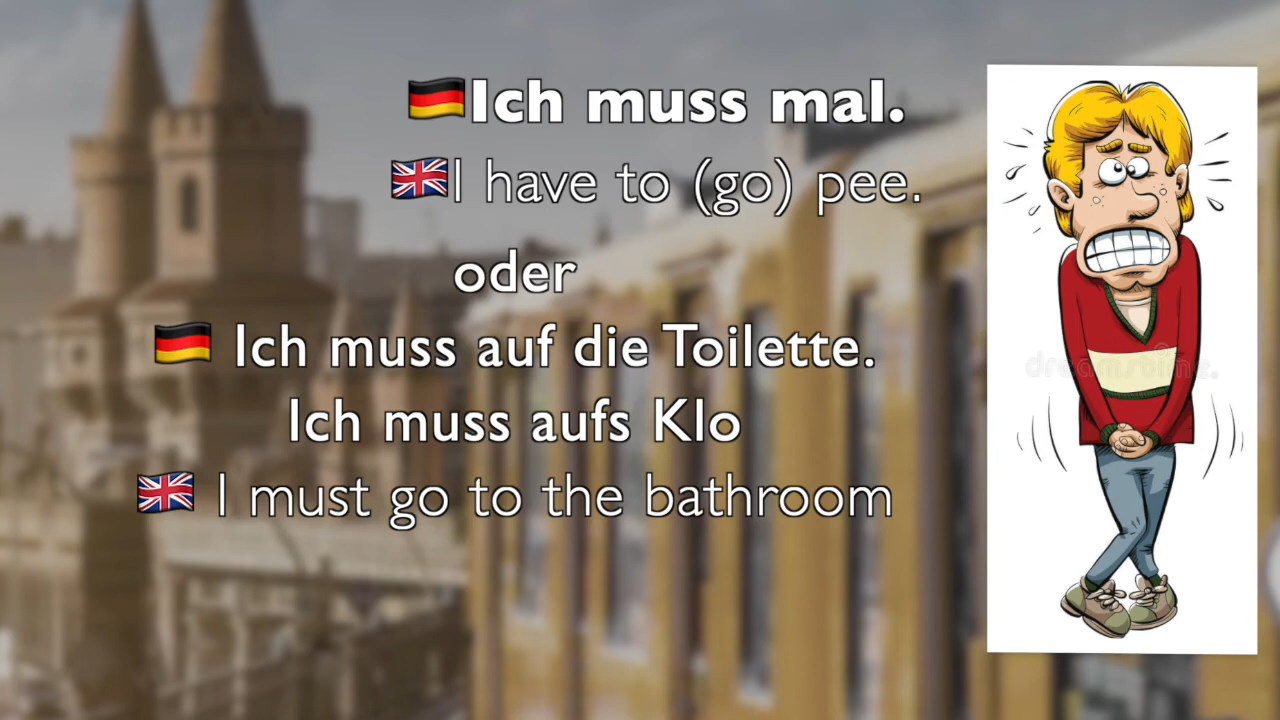 🇩🇪Ich muss mal.
🇬🇧I have to (go) pee.
oder
🇩🇪 Ich muss auf die Toilette.
Ich muss aufs Klo
🇬🇧 I must go to the bathroom
dreamstime.